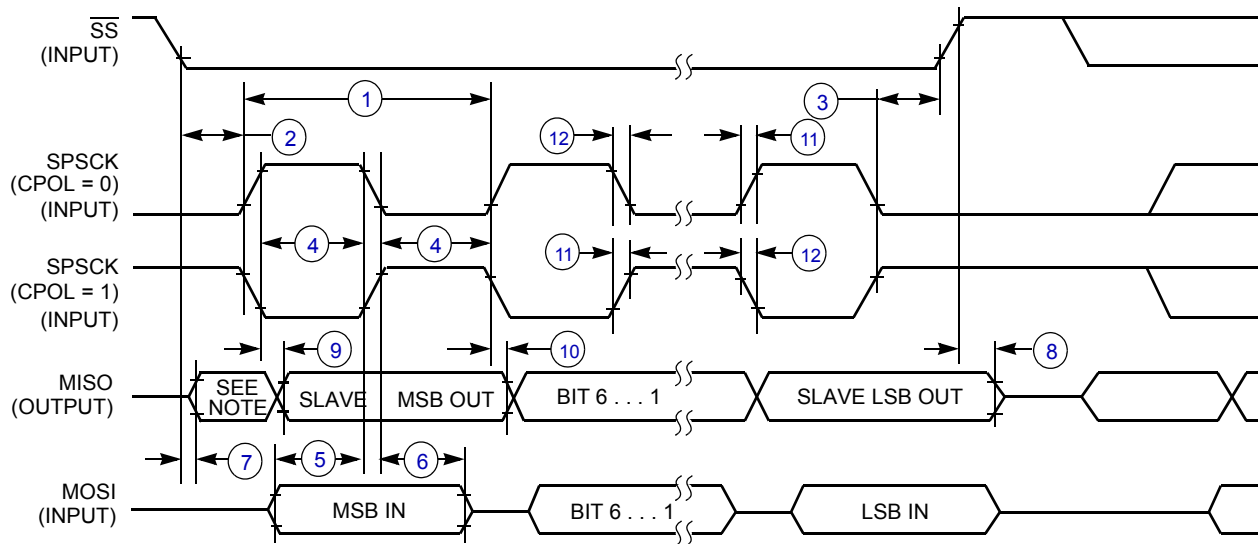 SS
(INPUT)
1
3
2
12
11
SPSCK
(CPOL = 0)
(INPUT)
4
4
11
12
SPSCK
(CPOL = 1)
(INPUT)
9
10
8
MISO
(OUTPUT)
SEE
NOTE
SLAVE
MSB OUT
BIT 6 . . . 1
SLAVE LSB OUT
7
5
6
MOSI
(INPUT)
MSB IN
BIT 6 . . . 1
LSB IN